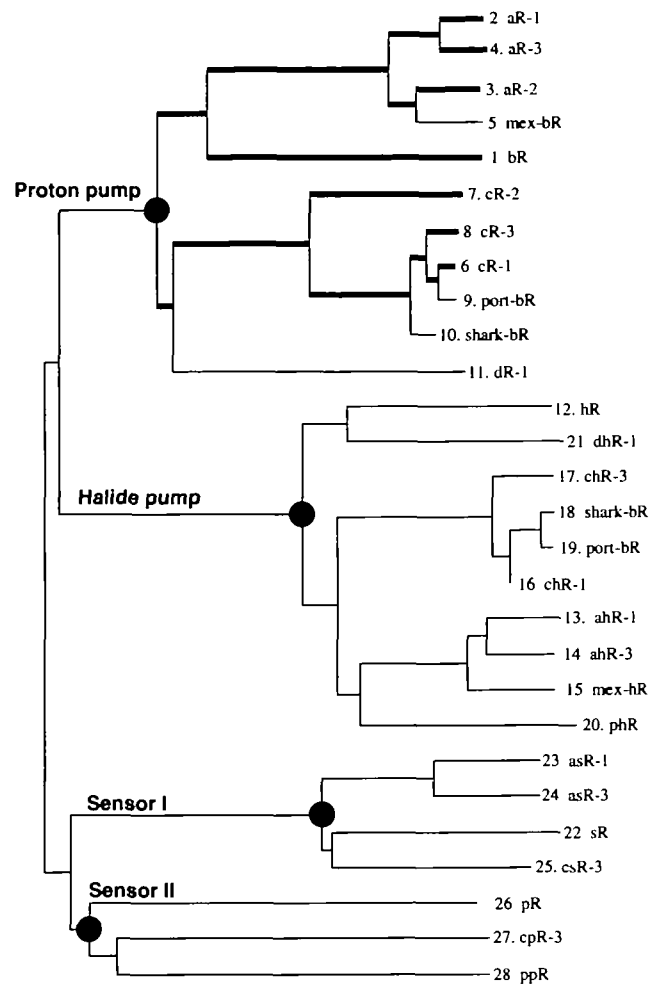 2 aR-1
4. aR-3
3. aR-2
5 mex-bR
1 bR
Proton pump
7. cR-2
8 cR-3
6 cR-1
9. port-bR
10. shark-bR
11. dR-1
12. hR
21 dhR-1
17. chR-3
Halide pump
18 shark-bR
19. port-bR
16 chR-1
13. ahR-1
14 ahR-3
15 mex-hR
20. phR
23 asR-1
24 asR-3
Sensor I
22 sR
25. csR-3
Sensor II
26 pR
27. cpR-3
28 ppR